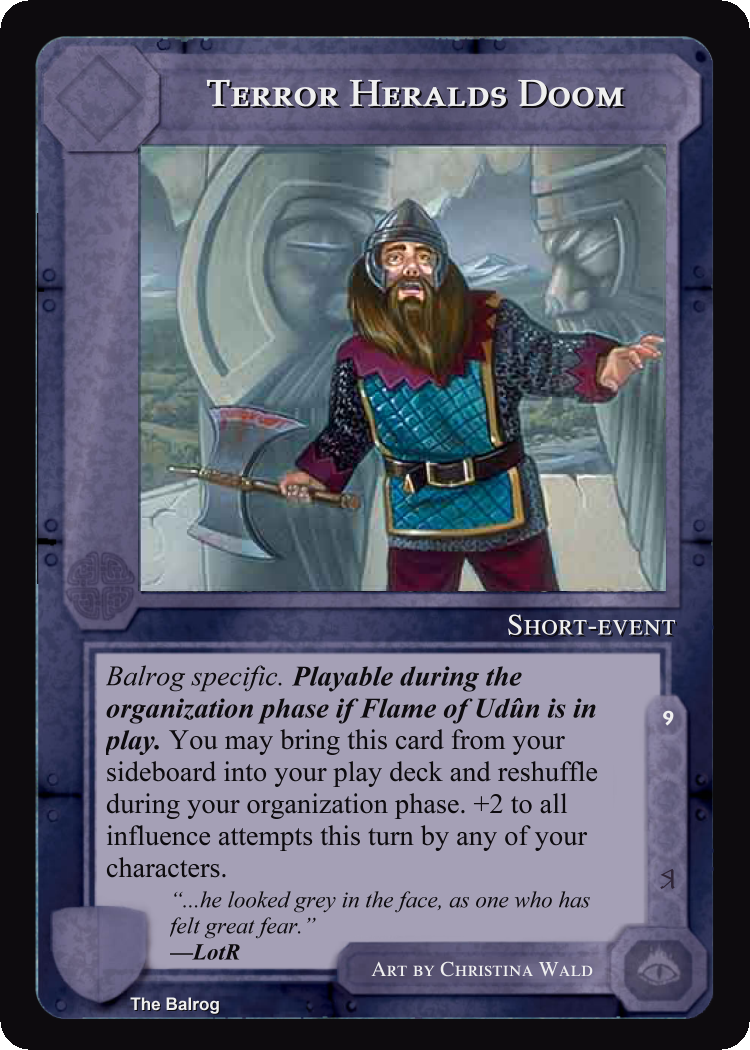 Terror Heralds Doom
Short-event
Balrog specific. Playable during the
organization phase if Flame of Udûn is in
play. You may bring this card from your
sideboard into your play deck and reshuffle
during your organization phase. +2 to all
influence attempts this turn by any of your
characters.
“...he looked grey in the face, as one who has
felt great fear.”
—LotR
9
Art by Christina Wald
The Balrog